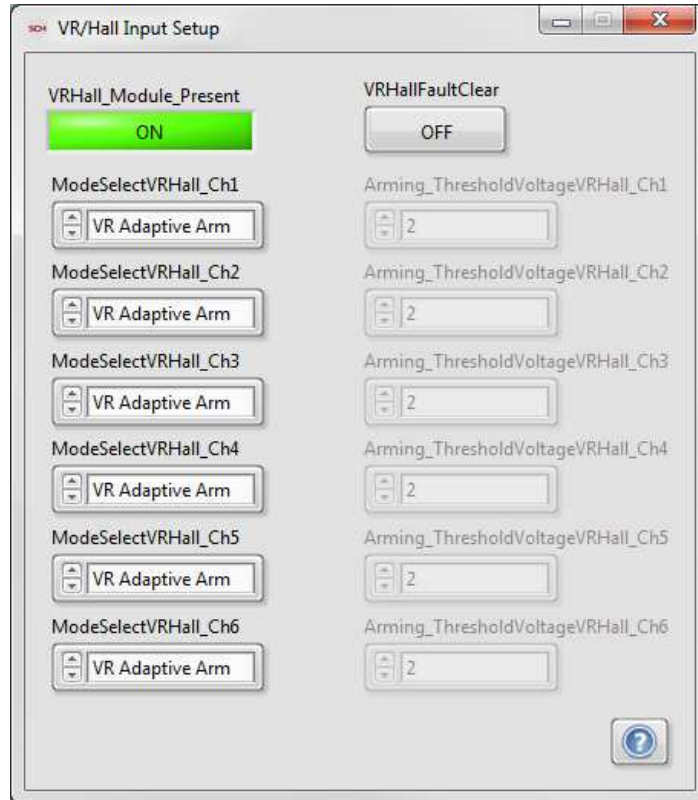 SCM VR/Hall Input Setup
VRHall_Module_Present VRHallFaultClear
ON OFF
ModeSelectVRHall_Ch1 Arming_ThresholdVoltageVRHall_Ch1
VR Adaptive Arm 2
ModeSelectVRHall_Ch2 Arming_ThresholdVoltageVRHall_Ch2
VR Adaptive Arm 2
ModeSelectVRHall_Ch3 Arming_ThresholdVoltageVRHall_Ch3
VR Adaptive Arm 2
ModeSelectVRHall_Ch4 Arming_ThresholdVoltageVRHall_Ch4
VR Adaptive Arm 2
ModeSelectVRHall_Ch5 Arming_ThresholdVoltageVRHall_Ch5
VR Adaptive Arm 2
ModeSelectVRHall_Ch6 Arming_ThresholdVoltageVRHall_Ch6
VR Adaptive Arm 2
?